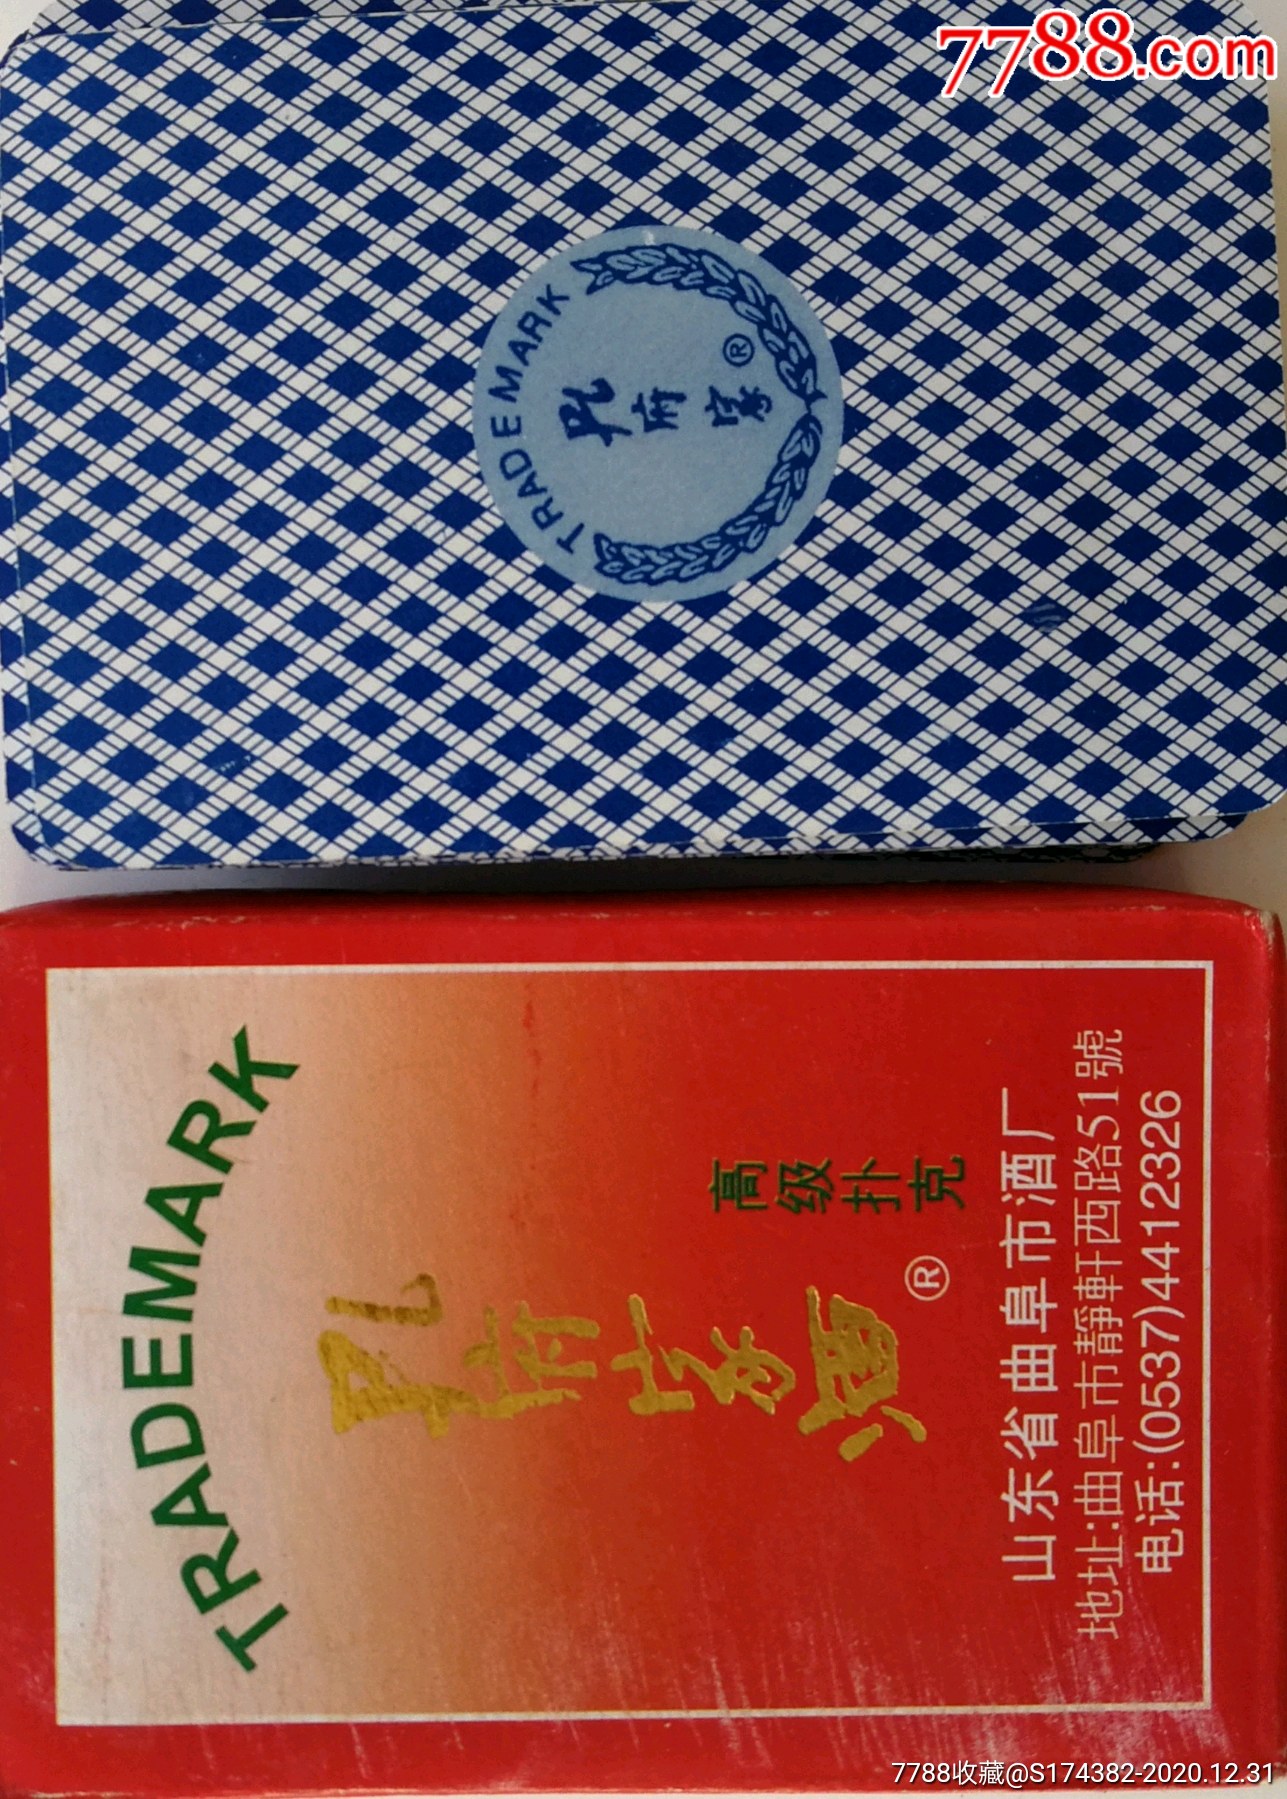 7788.com
TRADEMARK
孔府家
®
TRADEMARK
孔府家酒
®
高级扑克
山东省曲阜市酒厂
地址:曲阜市靜軒西路51號
电话:(0537)4412326
7788收藏@S174382-2020.12.31